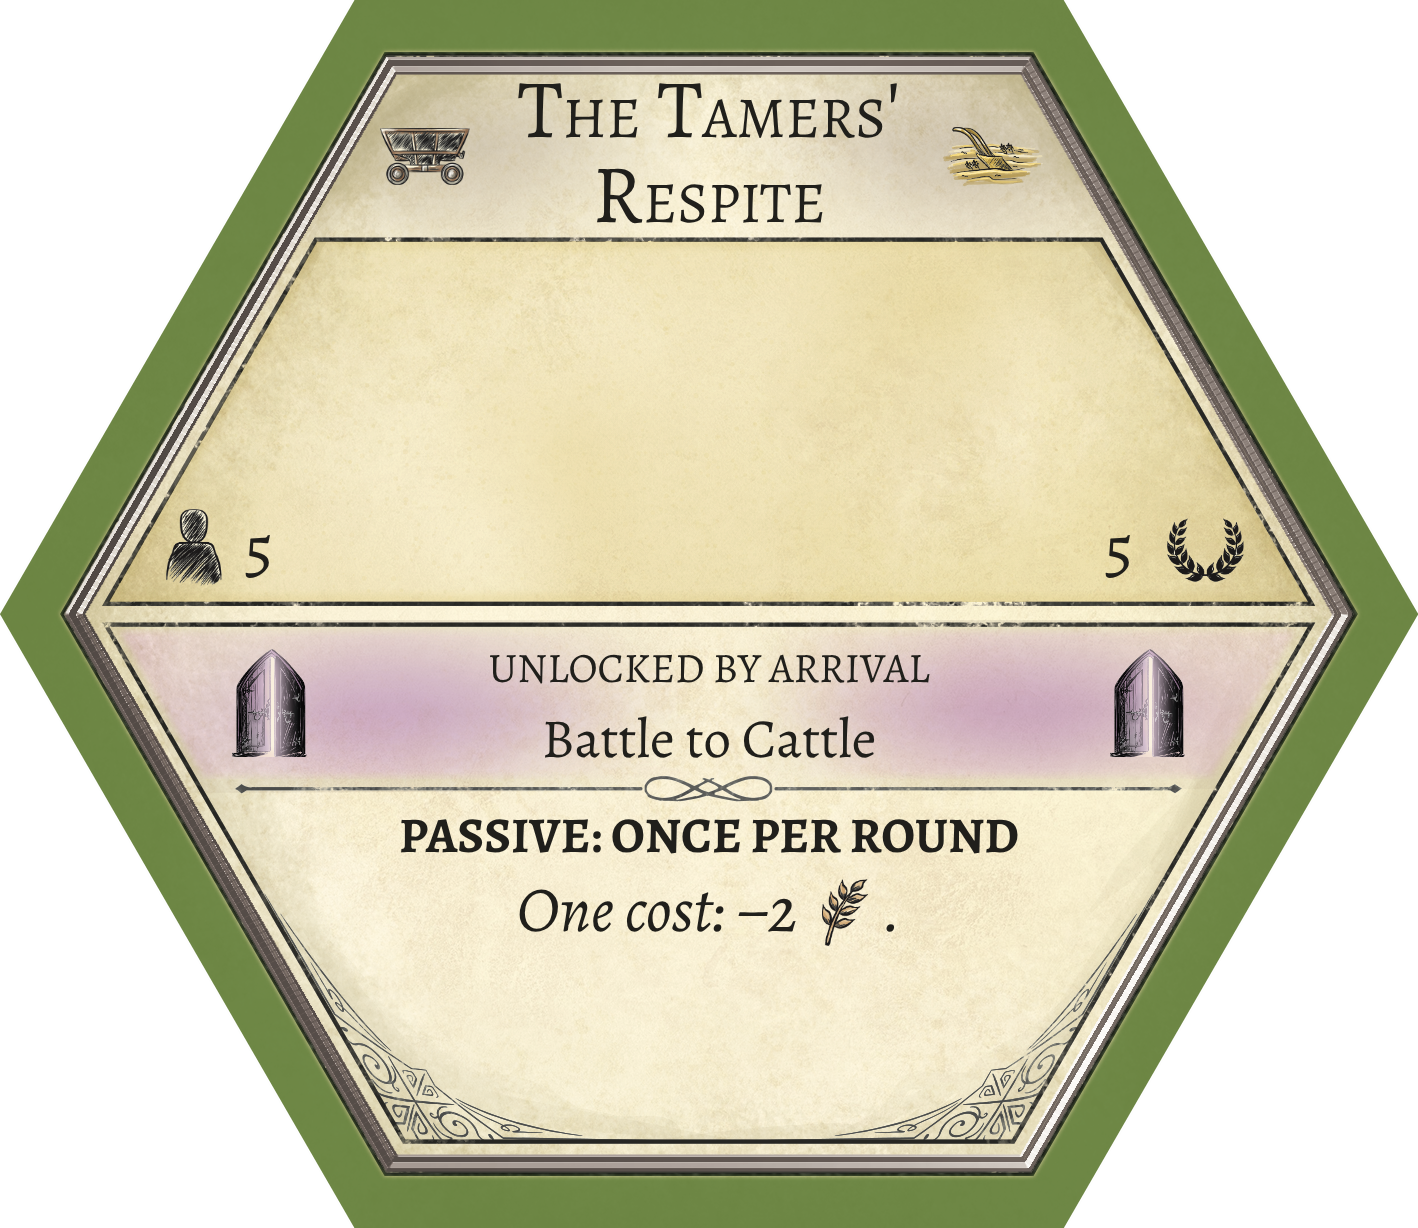 The Tamers'
Respite
5
5
UNLOCKED BY ARRIVAL
Battle to Cattle
PASSIVE: ONCE PER ROUND
One cost: –2 .